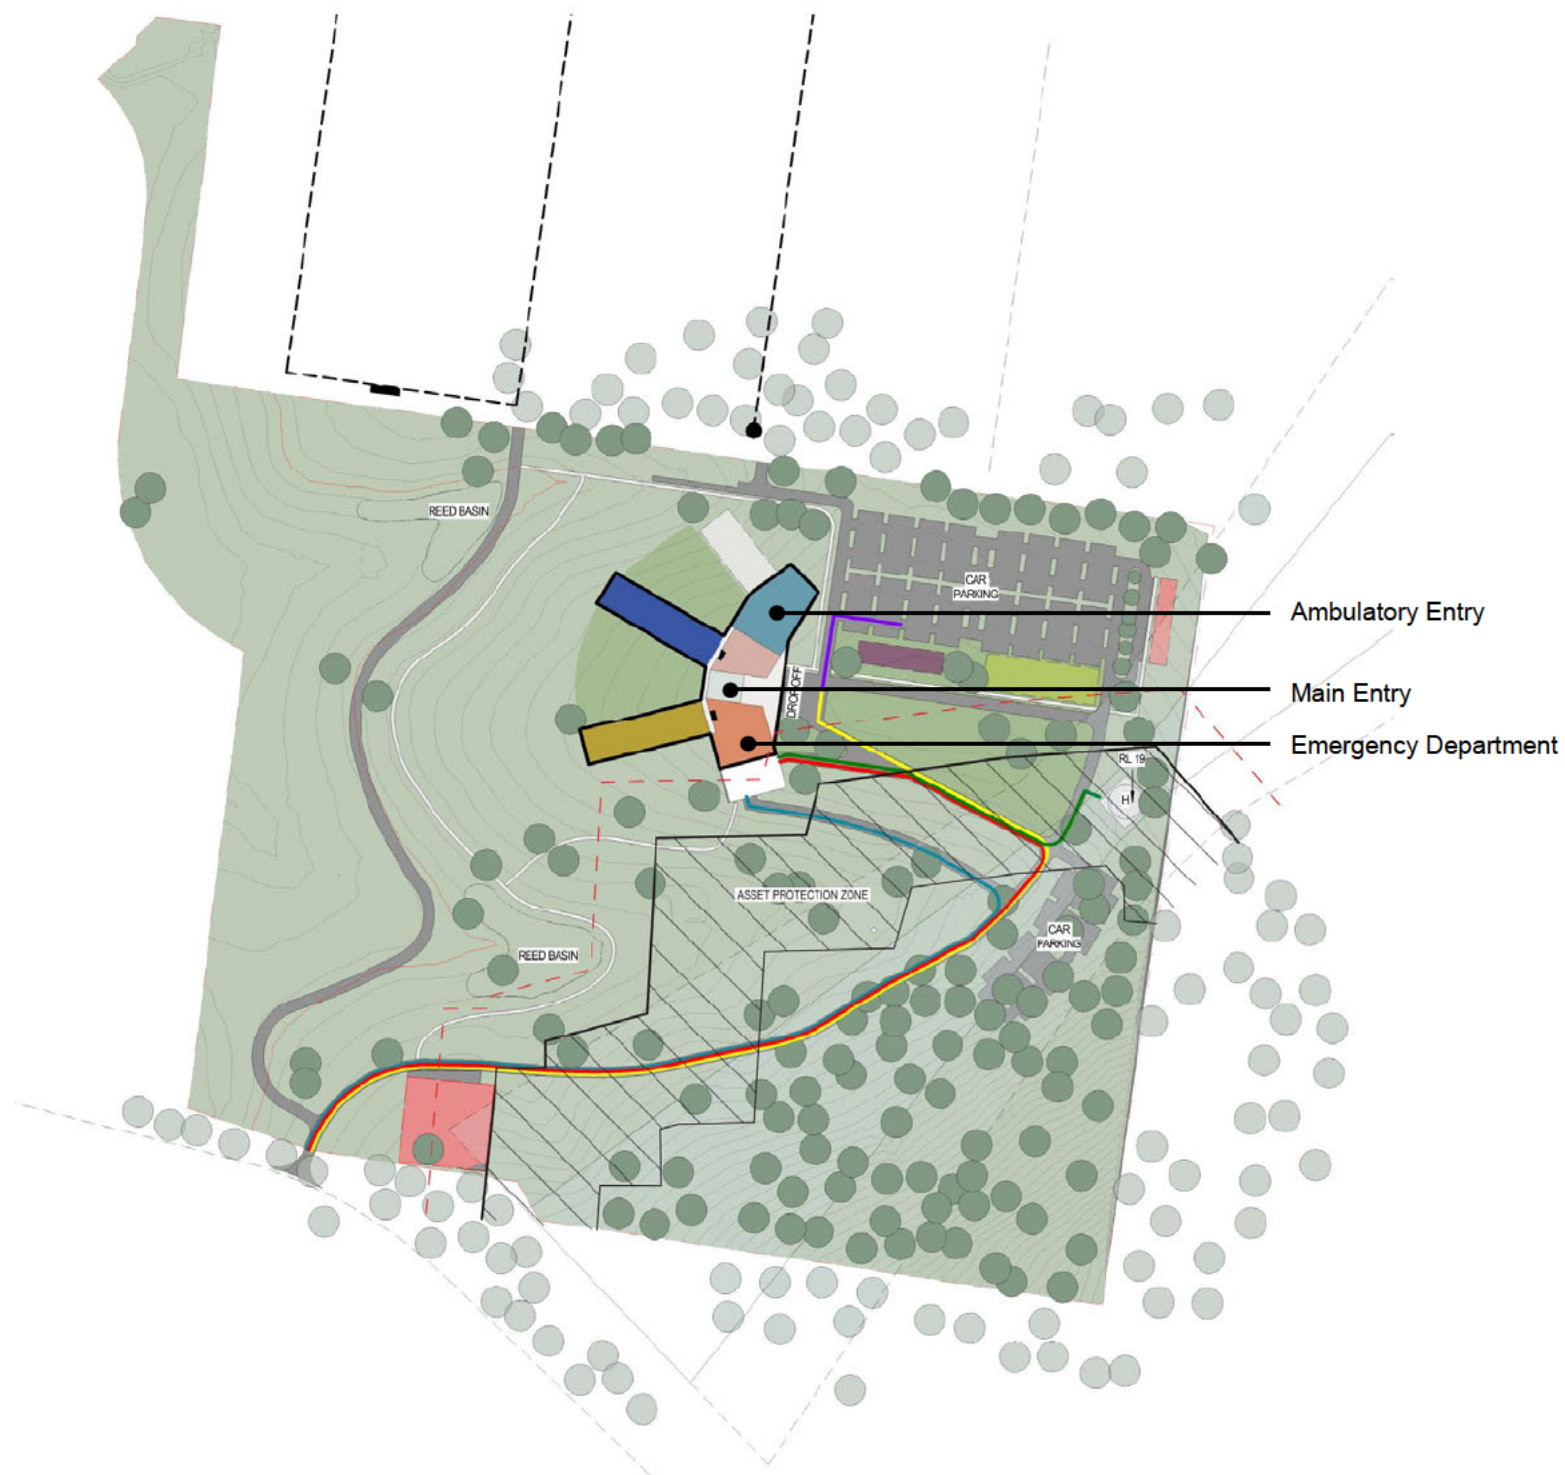 REED BASIN
CAR
PARKING
Ambulatory Entry
DROP OFF
Main Entry
Emergency Department
RL 19
H
ASSET PROTECTION ZONE
CAR
PARKING
REED BASIN